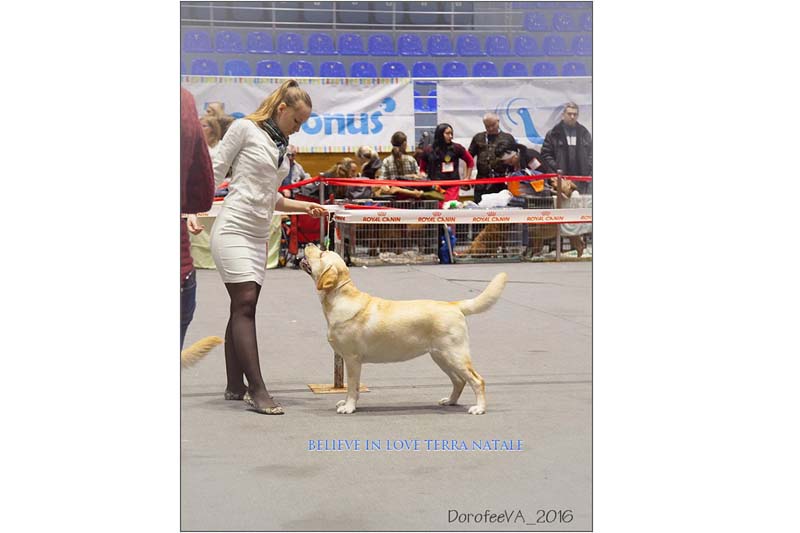 onus
ROYAL CANIN ROYAL CANIN ROYAL CANIN ROYAL CANIN
BELIEVE IN LOVE TERRA NATALE
DorofeeVA_2016